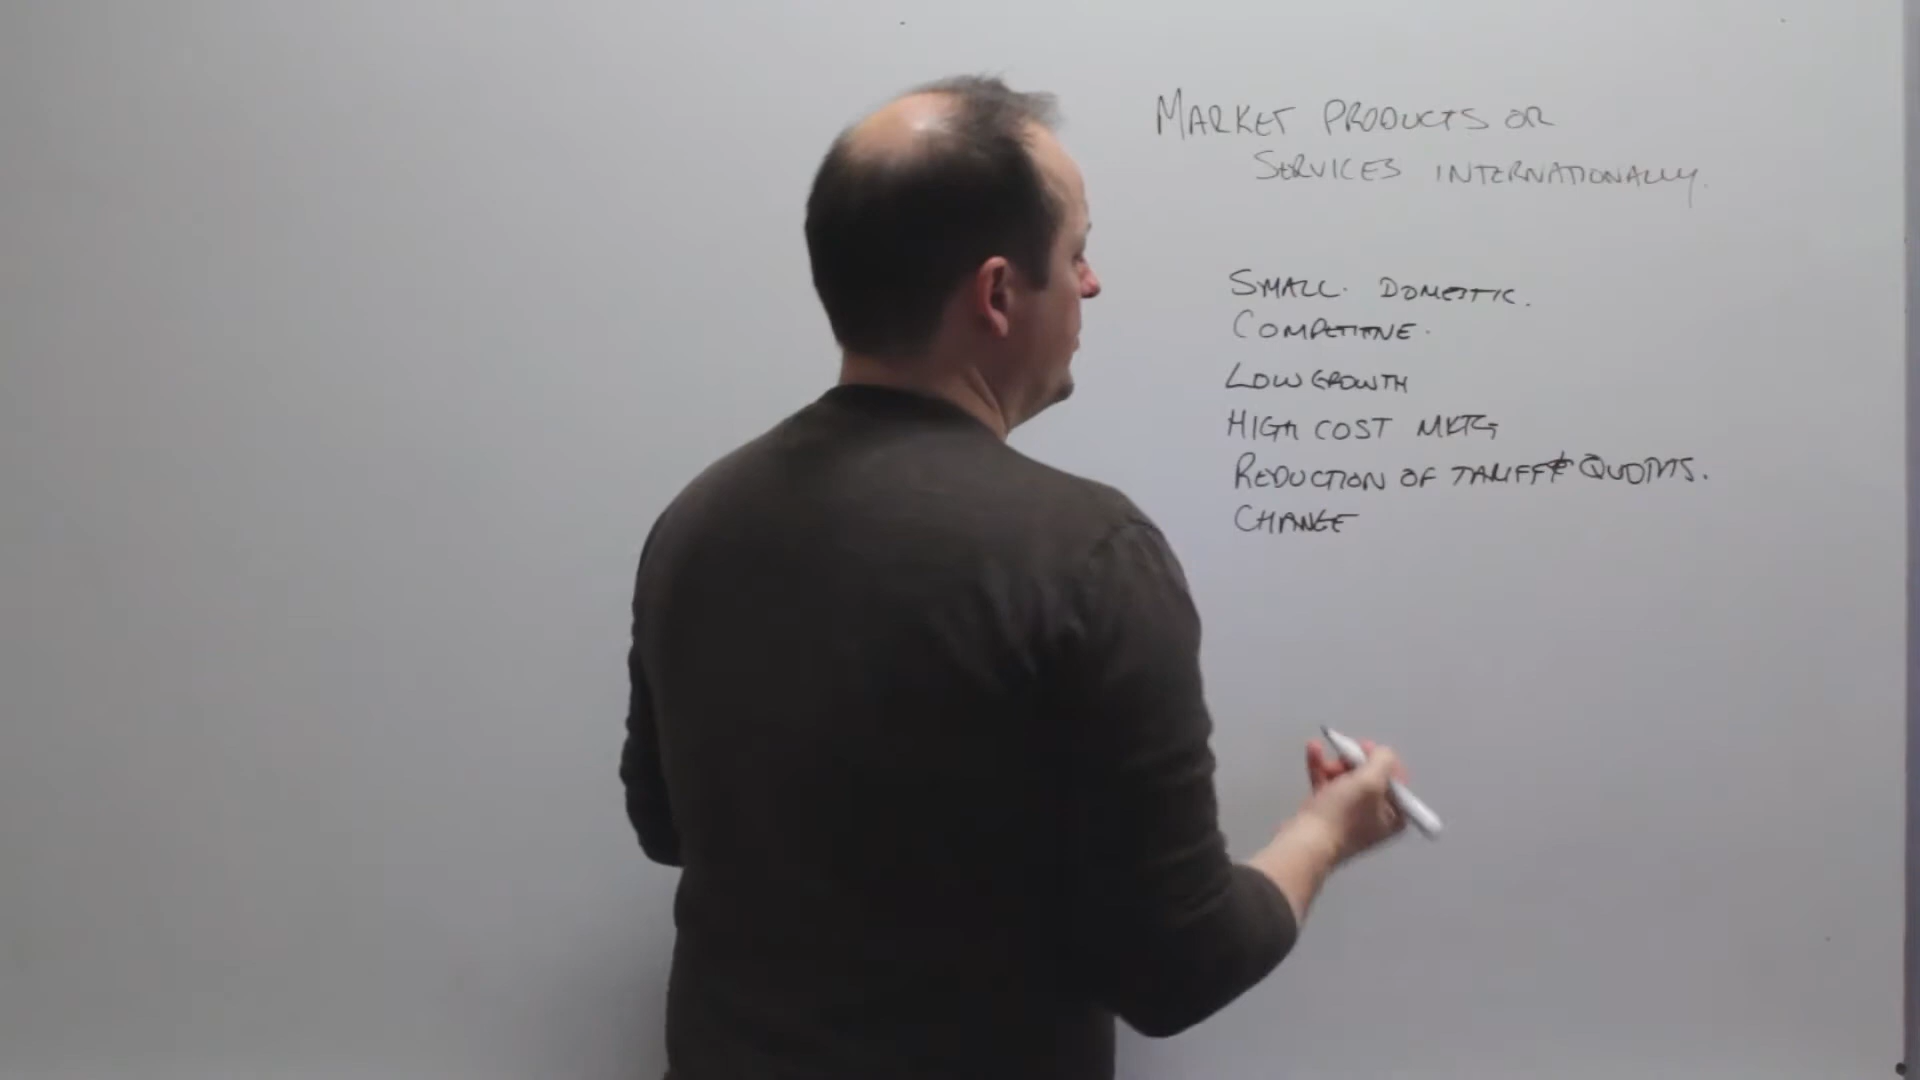 MARKET PRODUCTS OR
SERVICES INTERNATIONALLY.
SMALL. DOMESTIC.
COMPETITIVE.
LOW GROWTH
HIGH COST MKTG
REDUCTION OF TARIFF & QUOTAS.
CHANGE